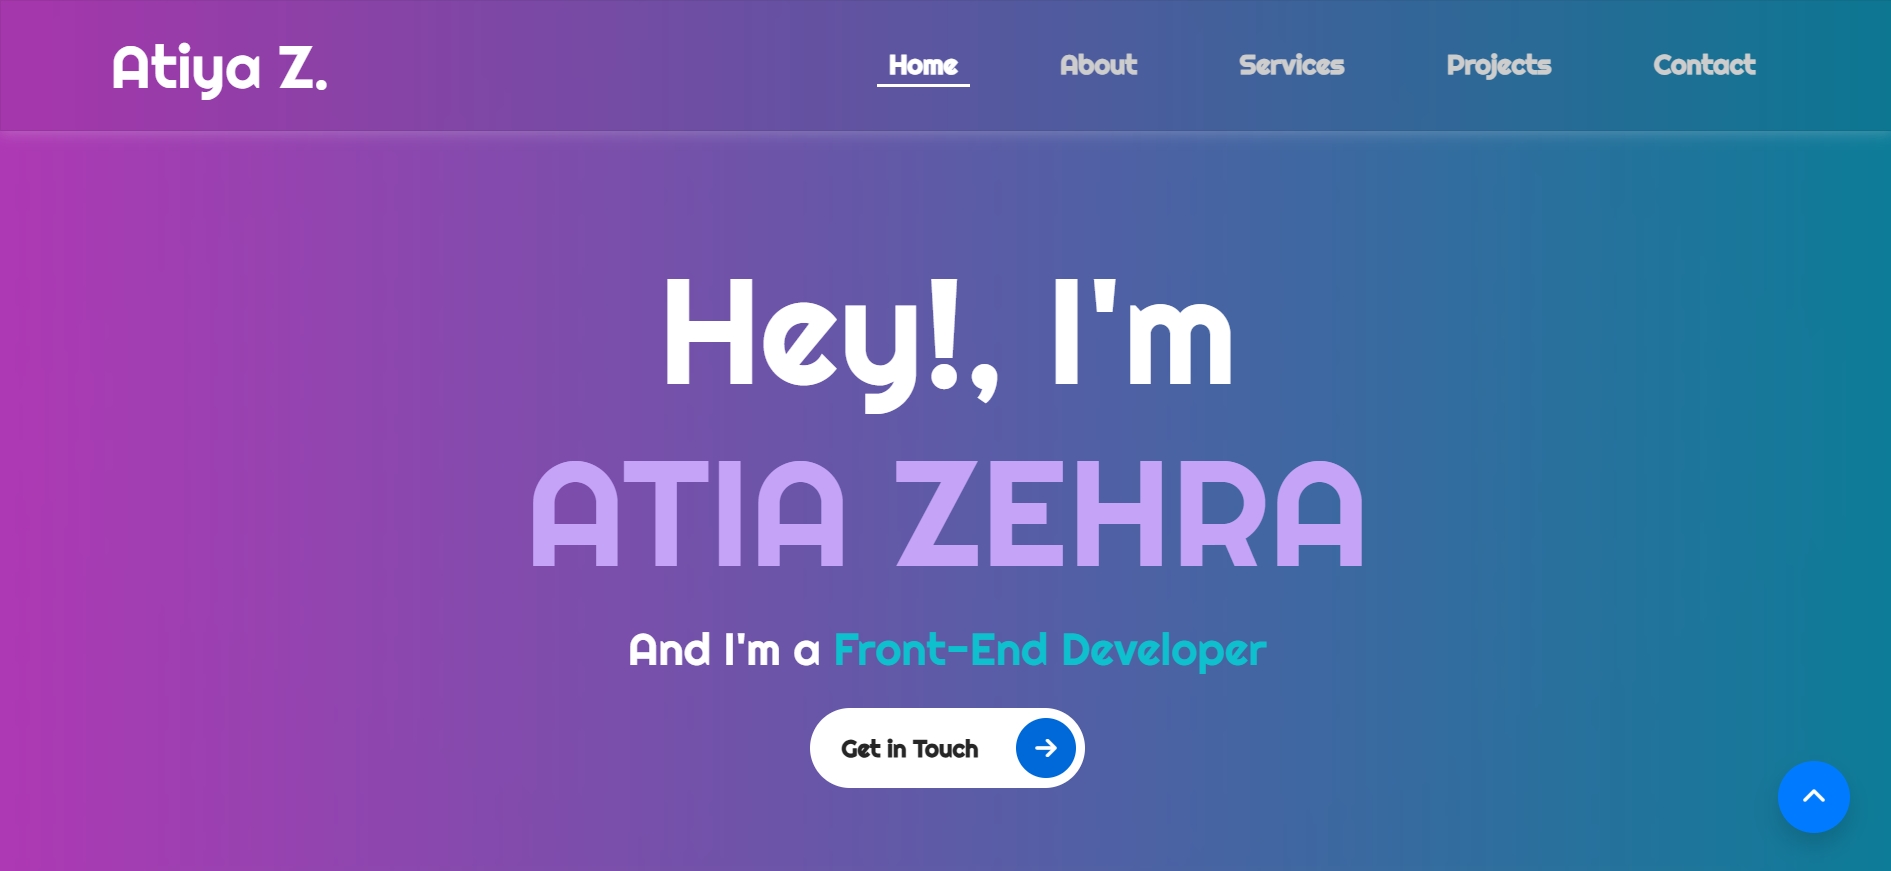 Atiya Z.
Home About Services Projects Contact
Hey!, I'm
ATIA ZEHRA
And I'm a Front-End Developer
Get in Touch